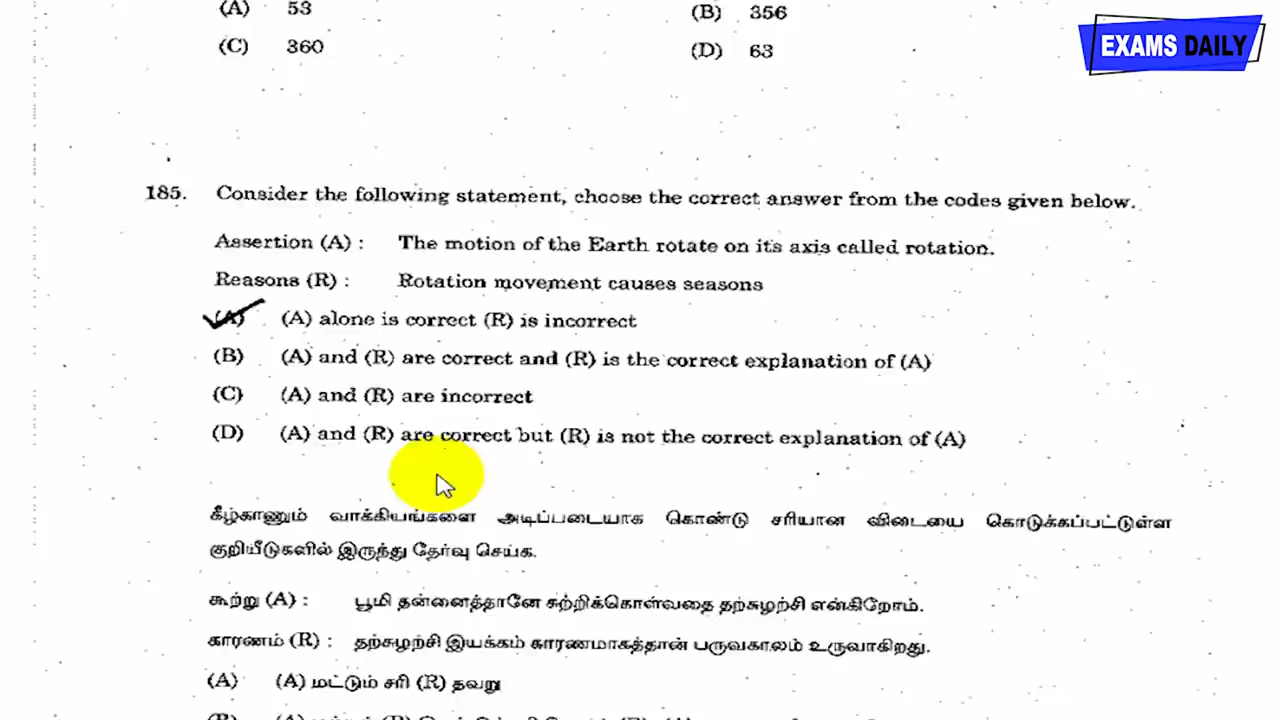 (A) 53 (B) 356
EXAMS DAILY
(C) 360 (D) 63
185. Consider the following statement, choose the correct answer from the codes given below.
Assertion (A) : The motion of the Earth rotate on its axis called rotation.
Reasons (R) : Rotation movement causes seasons
(A) (A) alone is correct (R) is incorrect
(B) (A) and (R) are correct and (R) is the correct explanation of (A)
(C) (A) and (R) are incorrect
(D) (A) and (R) are correct but (R) is not the correct explanation of (A)
கீழ்காணும் வாக்கியங்களை அடிப்படையாக கொண்டு சரியான விடையை கொடுக்கப்பட்டுள்ள
குறியீடுகளில் இருந்து தேர்வு செய்க.
கூற்று (A) : பூமி தன்னைத்தானே சுற்றிக்கொள்வதை தற்சுழற்சி என்கிறோம்.
காரணம் (R) : தற்சுழற்சி இயக்கம் காரணமாகத்தான் பருவகாலம் உருவாகிறது.
(A) (A) மட்டும் சரி (R) தவறு